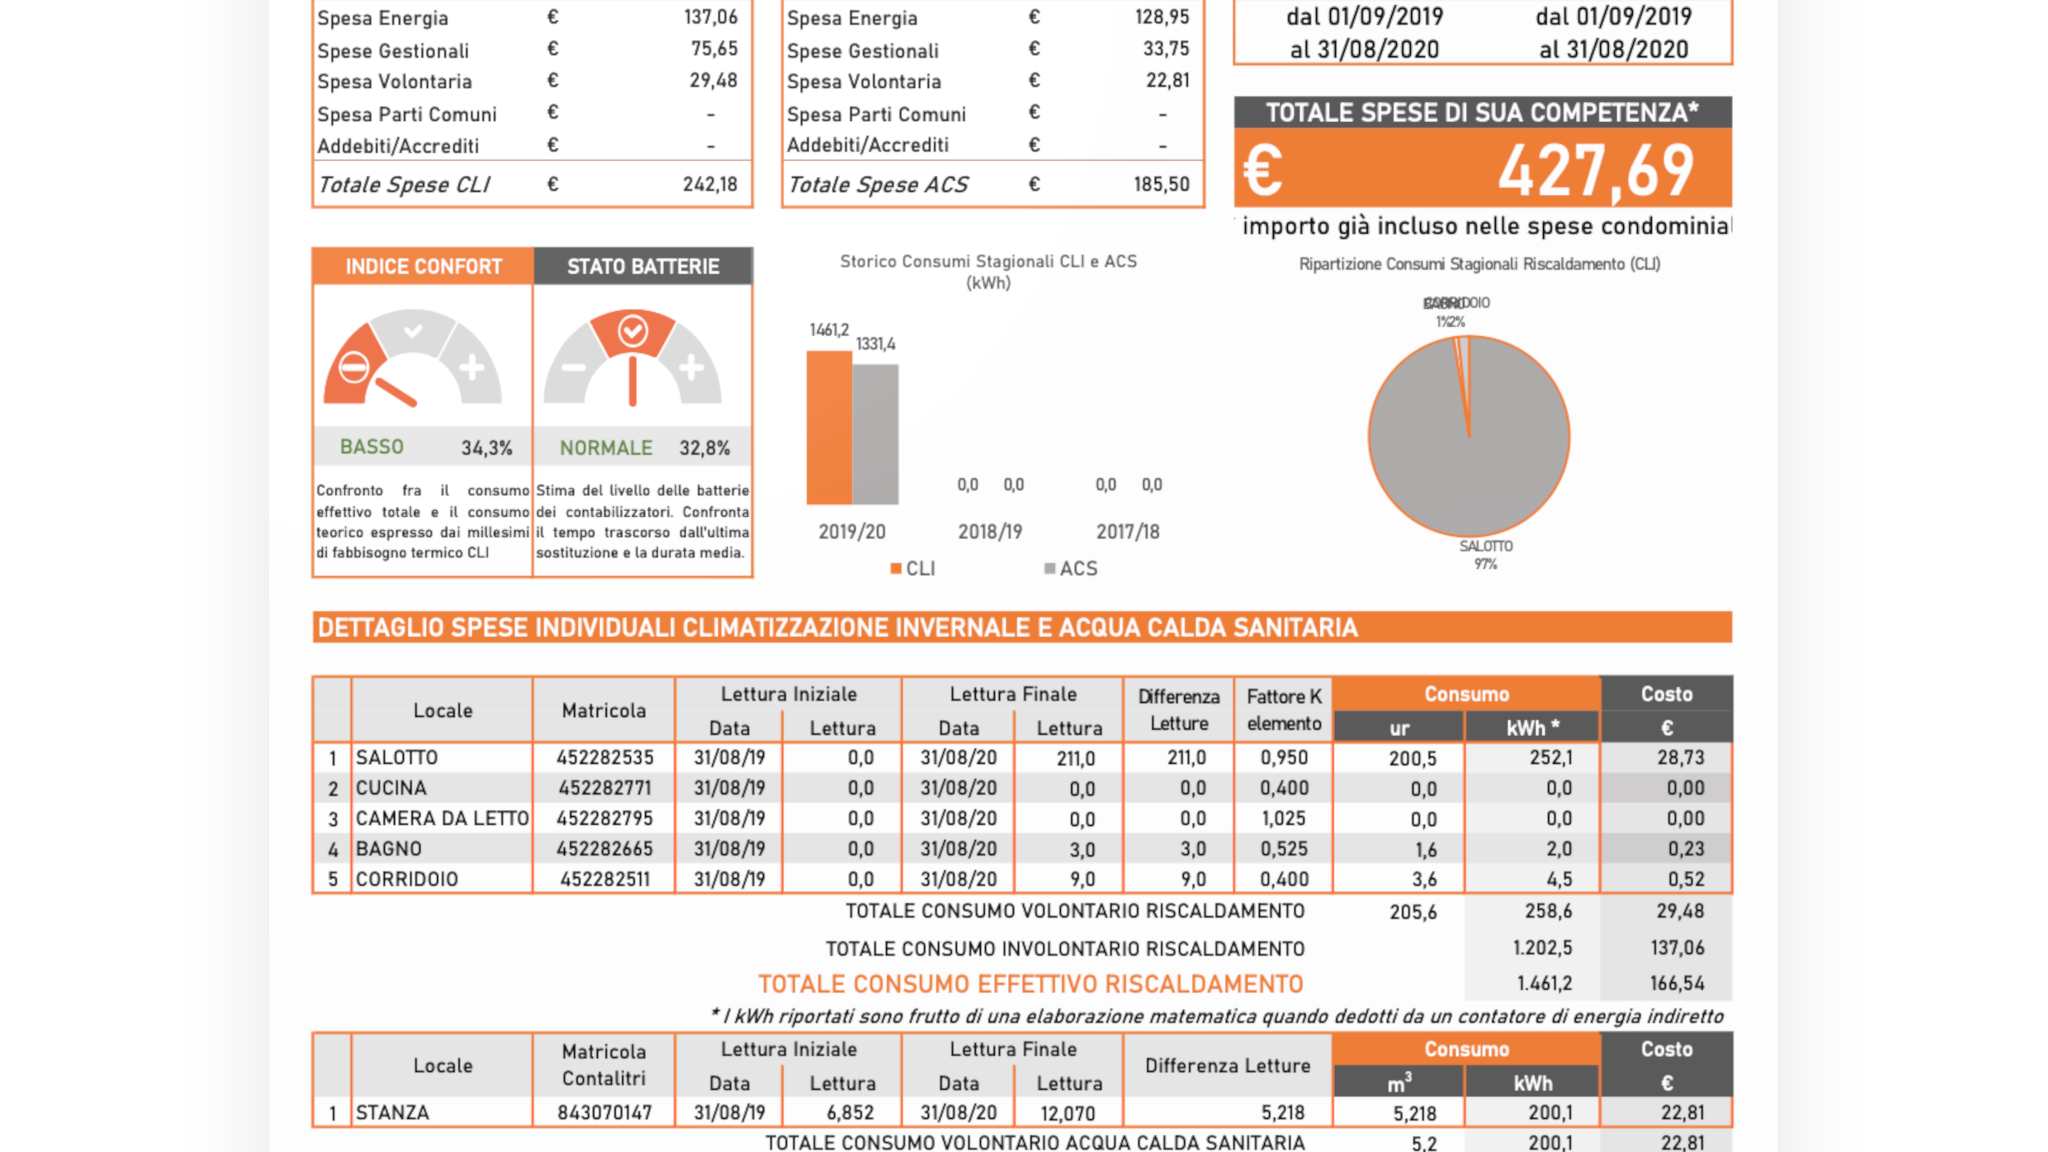 Spesa Energia € 137,06
Spese Gestionali € 75,65
Spesa Volontaria € 29,48
Spesa Parti Comuni € -
Addebiti/Accrediti € -
Totale Spese CLI € 242,18
Spesa Energia € 128,95
Spese Gestionali € 33,75
Spesa Volontaria € 22,81
Spesa Parti Comuni € -
Addebiti/Accrediti € -
Totale Spese ACS € 185,50
dal 01/09/2019 dal 01/09/2019
al 31/08/2020 al 31/08/2020
TOTALE SPESE DI SUA COMPETENZA*
€ 427,69
importo già incluso nelle spese condominial
INDICE CONFORT
BASSO 34,3%
Confronto fra il consumo
effettivo totale e il consumo
teorico espresso dai millesimi
di fabbisogno termico CLI
STATO BATTERIE
NORMALE 32,8%
Stima del livello delle batterie
dei contabilizzatori. Confronta
il tempo trascorso dall'ultima
sostituzione e la durata media.
Storico Consumi Stagionali CLI e ACS
(kWh)
1461,2
1331,4
0,0 0,0 0,0 0,0
2019/20 2018/19 2017/18
CLI ACS
Ripartizione Consumi Stagionali Riscaldamento (CLI)
BAGNO CORRIDOIO
1% 2%
SALOTTO
97%
DETTAGLIO SPESE INDIVIDUALI CLIMATIZZAZIONE INVERNALE E ACQUA CALDA SANITARIA
Locale Matricola Lettura Iniziale Lettura Finale Differenza Letture Fattore K elemento Consumo Costo
Data Lettura Data Lettura ur kWh * €
1 SALOTTO 452282535 31/08/19 0,0 31/08/20 211,0 211,0 0,950 200,5 252,1 28,73
2 CUCINA 452282771 31/08/19 0,0 31/08/20 0,0 0,0 0,400 0,0 0,0 0,00
3 CAMERA DA LETTO 452282795 31/08/19 0,0 31/08/20 0,0 0,0 1,025 0,0 0,0 0,00
4 BAGNO 452282665 31/08/19 0,0 31/08/20 3,0 3,0 0,525 1,6 2,0 0,23
5 CORRIDOIO 452282511 31/08/19 0,0 31/08/20 9,0 9,0 0,400 3,6 4,5 0,52
TOTALE CONSUMO VOLONTARIO RISCALDAMENTO 205,6 258,6 29,48
TOTALE CONSUMO INVOLONTARIO RISCALDAMENTO 1.202,5 137,06
TOTALE CONSUMO EFFETTIVO RISCALDAMENTO 1.461,2 166,54
* I kWh riportati sono frutto di una elaborazione matematica quando dedotti da un contatore di energia indiretto
Locale Matricola Contalitri Lettura Iniziale Lettura Finale Differenza Letture Consumo Costo
Data Lettura Data Lettura m³ kWh €
1 STANZA 843070147 31/08/19 6,852 31/08/20 12,070 5,218 5,218 200,1 22,81
TOTALE CONSUMO VOLONTARIO ACQUA CALDA SANITARIA 5,2 200,1 22,81